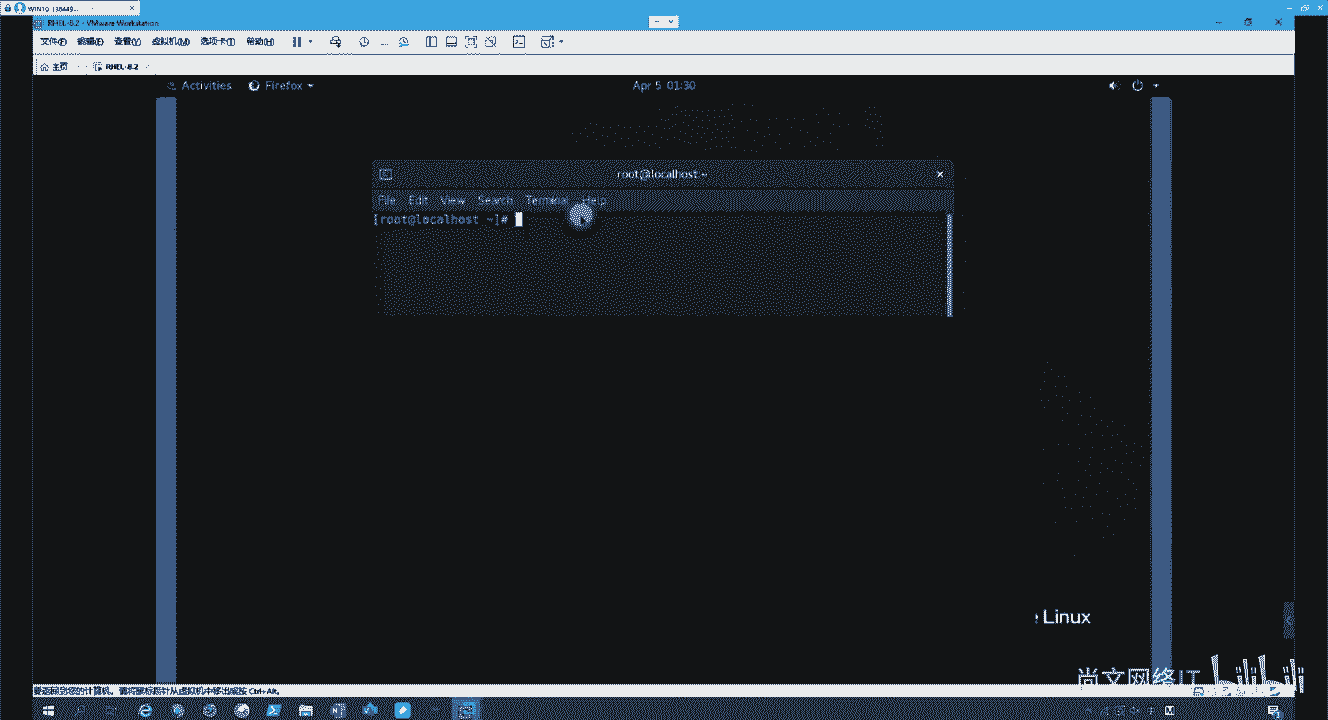 RHEL-8.2 - VMware Workstation
文件(F) 编辑(E) 查看(V) 虚拟机(M) 选项卡(T) 帮助(H)
主页 RHEL-8.2
Activities Firefox Apr 5 01:30
root@localhost:~
File Edit View Search Terminal Help
[root@localhost ~]#
Linux
尚文网络IT bilibili
要返回到您的计算机，请将鼠标指针从虚拟机中移出或按 Ctrl+Alt。